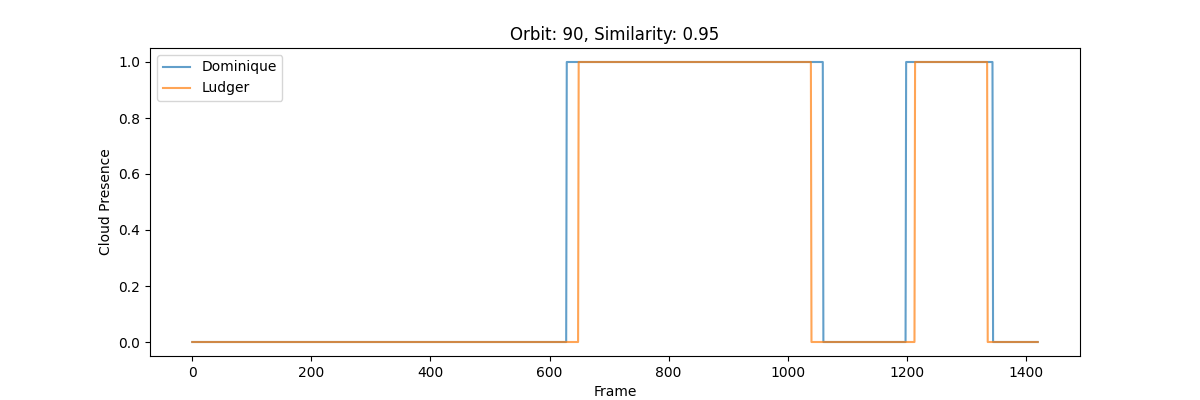 Orbit: 90, Similarity: 0.95
Dominique
Ludger
Cloud Presence
1.0
0.8
0.6
0.4
0.2
0.0
0 200 400 600 800 1000 1200 1400
Frame